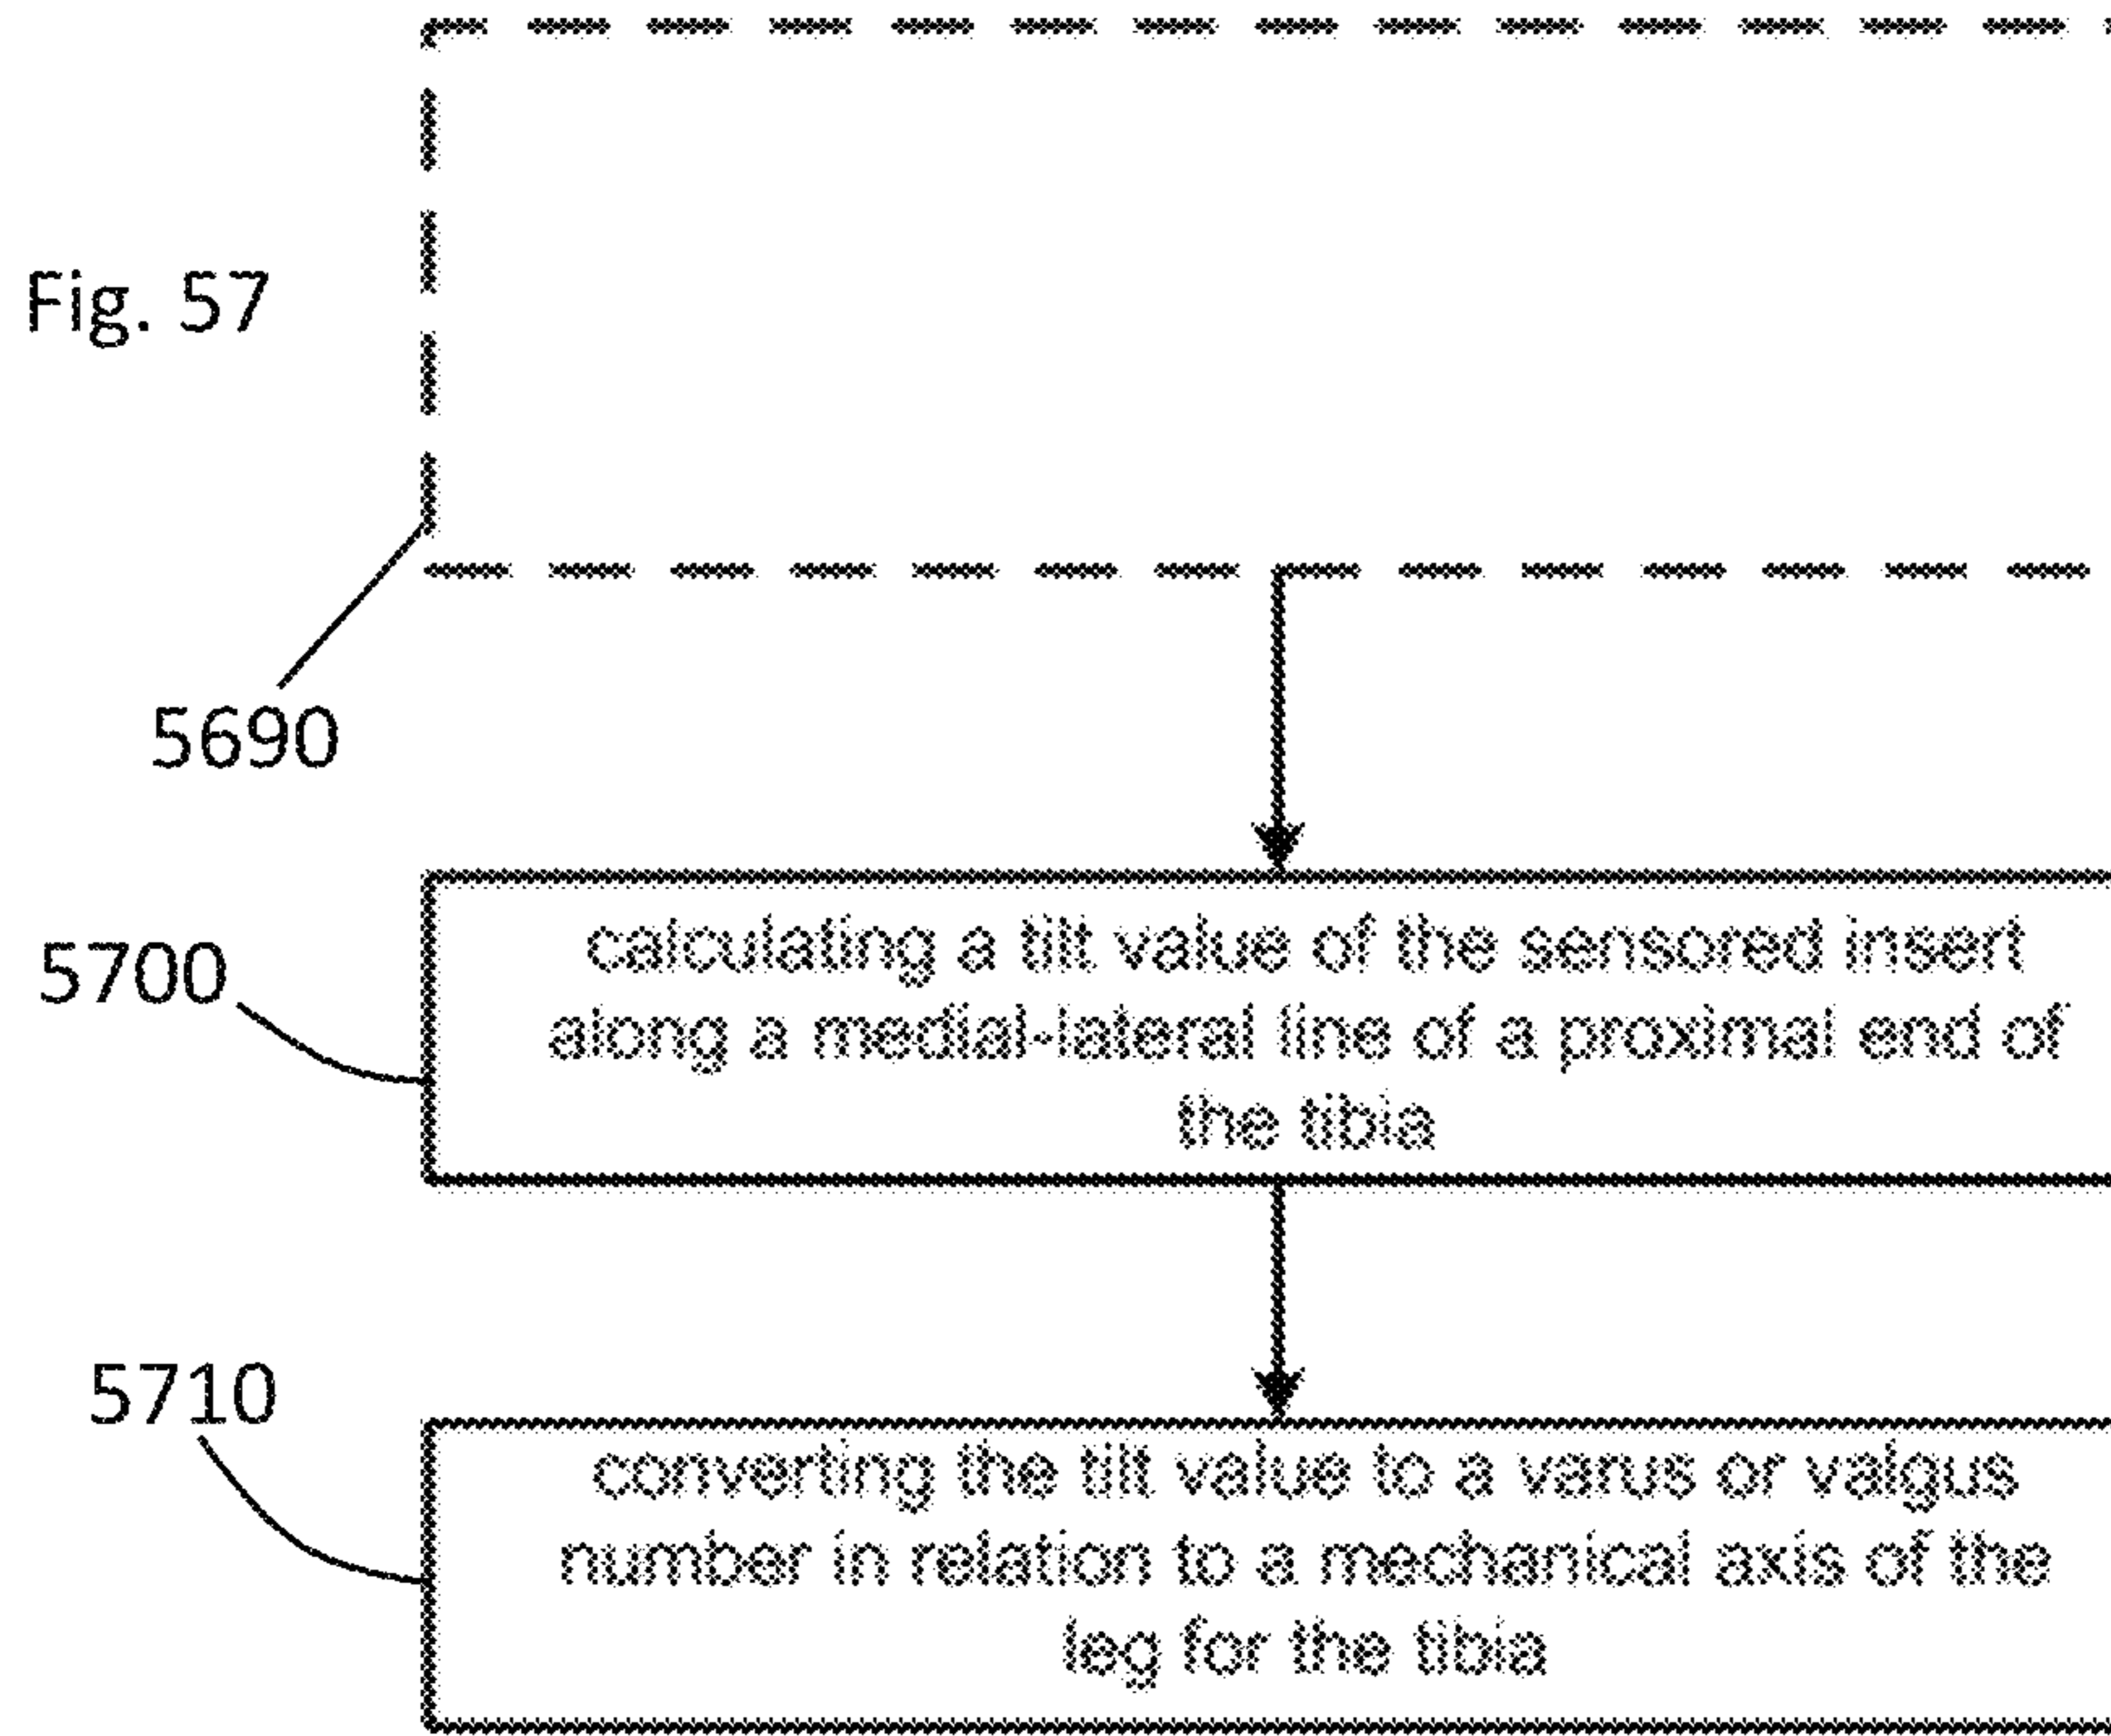 Fig. 57
5690
5700
calculating a tilt value of the sensored insert
along a medial-lateral line of a proximal end of
the tibia
5710
converting the tilt value to a varus or valgus
number in relation to a mechanical axis of the
leg for the tibia